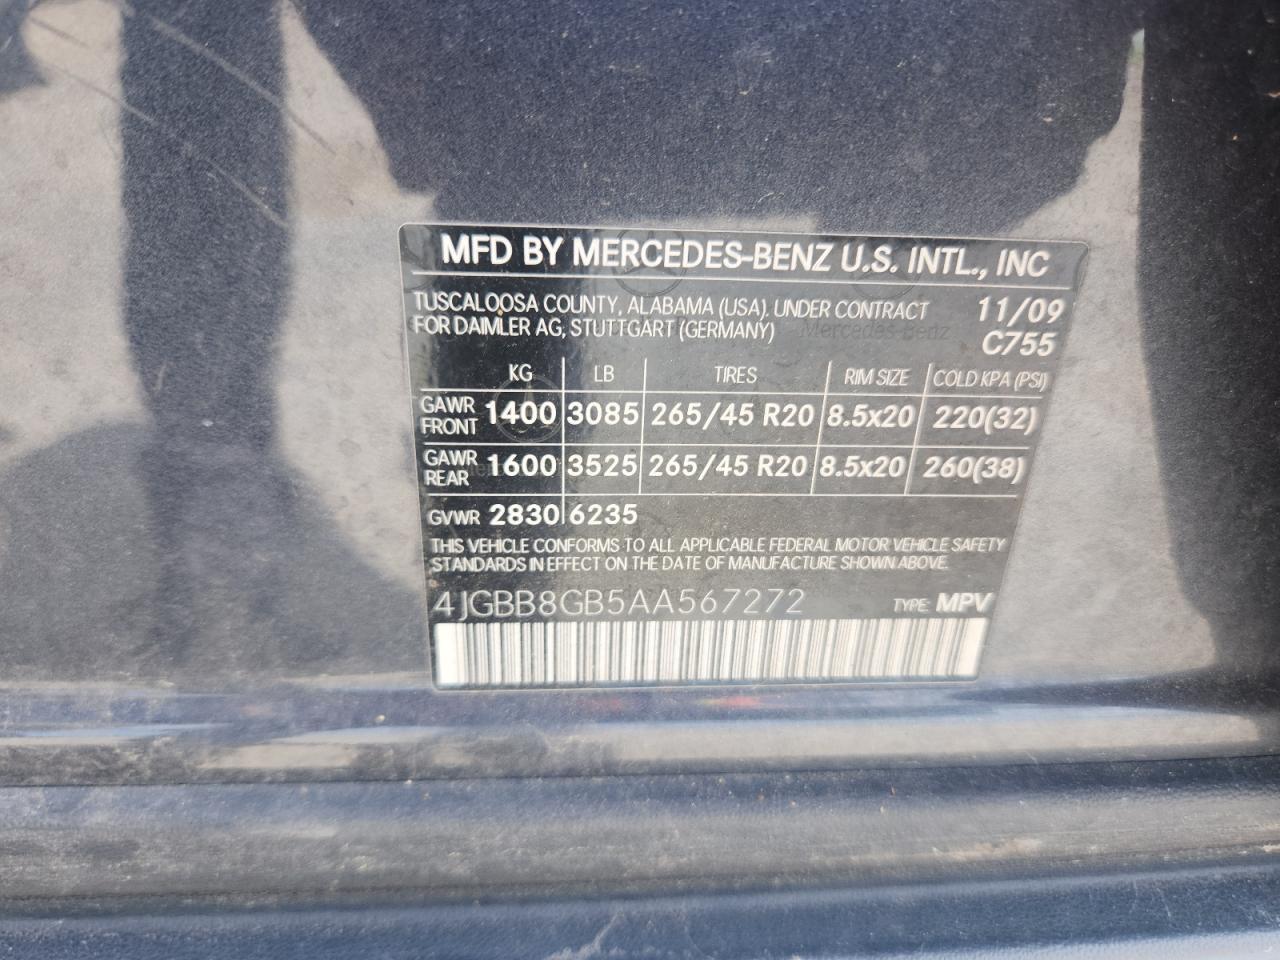 MFD BY MERCEDES-BENZ U.S. INTL., INC
TUSCALOOSA COUNTY, ALABAMA (USA). UNDER CONTRACT 11/09
FOR DAIMLER AG, STUTTGART (GERMANY) Mercedes-Benz C755
KG LB TIRES RIM SIZE COLD KPA (PSI)
GAWR FRONT 1400 3085 265/45 R20 8.5x20 220(32)
GAWR REAR 1600 3525 265/45 R20 8.5x20 260(38)
GVWR 2830 6235
THIS VEHICLE CONFORMS TO ALL APPLICABLE FEDERAL MOTOR VEHICLE SAFETY
STANDARDS IN EFFECT ON THE DATE OF MANUFACTURE SHOWN ABOVE.
4JGBB8GB5AA567272 TYPE: MPV